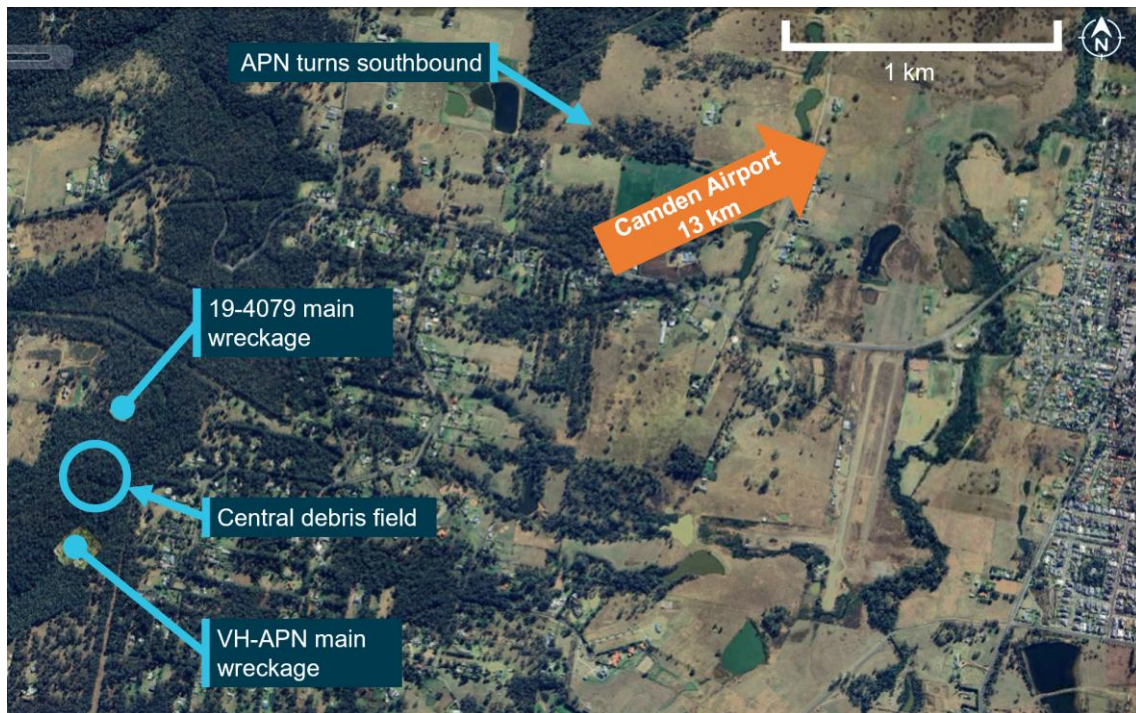 APN turns southbound
1 km
N
Camden Airport
13 km
19-4079 main
wreckage
Central debris field
VH-APN main
wreckage